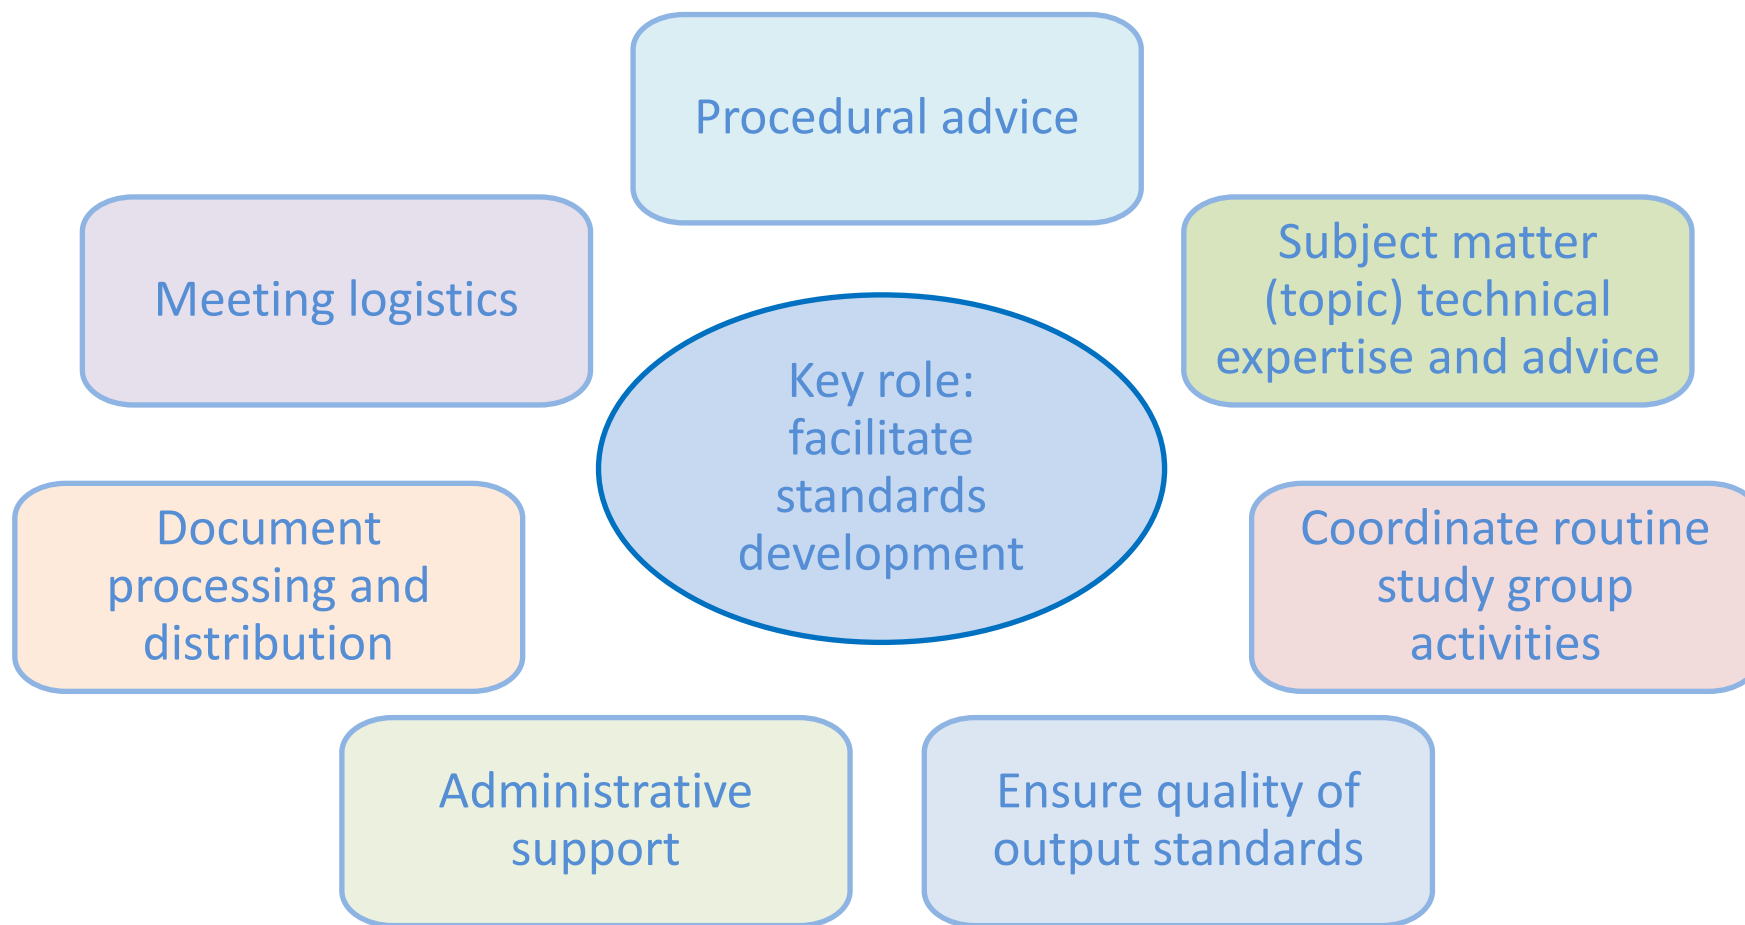 Procedural advice
Meeting logistics
Subject matter
(topic) technical
expertise and advice
Key role:
facilitate
standards
development
Document
processing and
distribution
Coordinate routine
study group
activities
Administrative
support
Ensure quality of
output standards